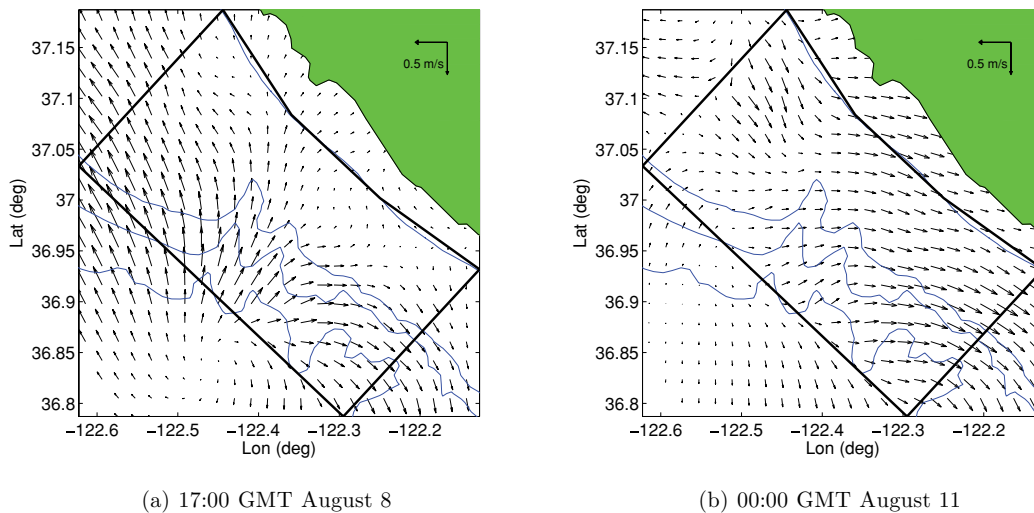 37.15
37.1
37.05
37
36.95
36.9
36.85
36.8
Lat (deg)
−122.6 −122.5 −122.4 −122.3 −122.2
Lon (deg)
0.5 m/s
(a) 17:00 GMT August 8
37.15
37.1
37.05
37
36.95
36.9
36.85
36.8
Lat (deg)
−122.6 −122.5 −122.4 −122.3 −122.2
Lon (deg)
0.5 m/s
(b) 00:00 GMT August 11